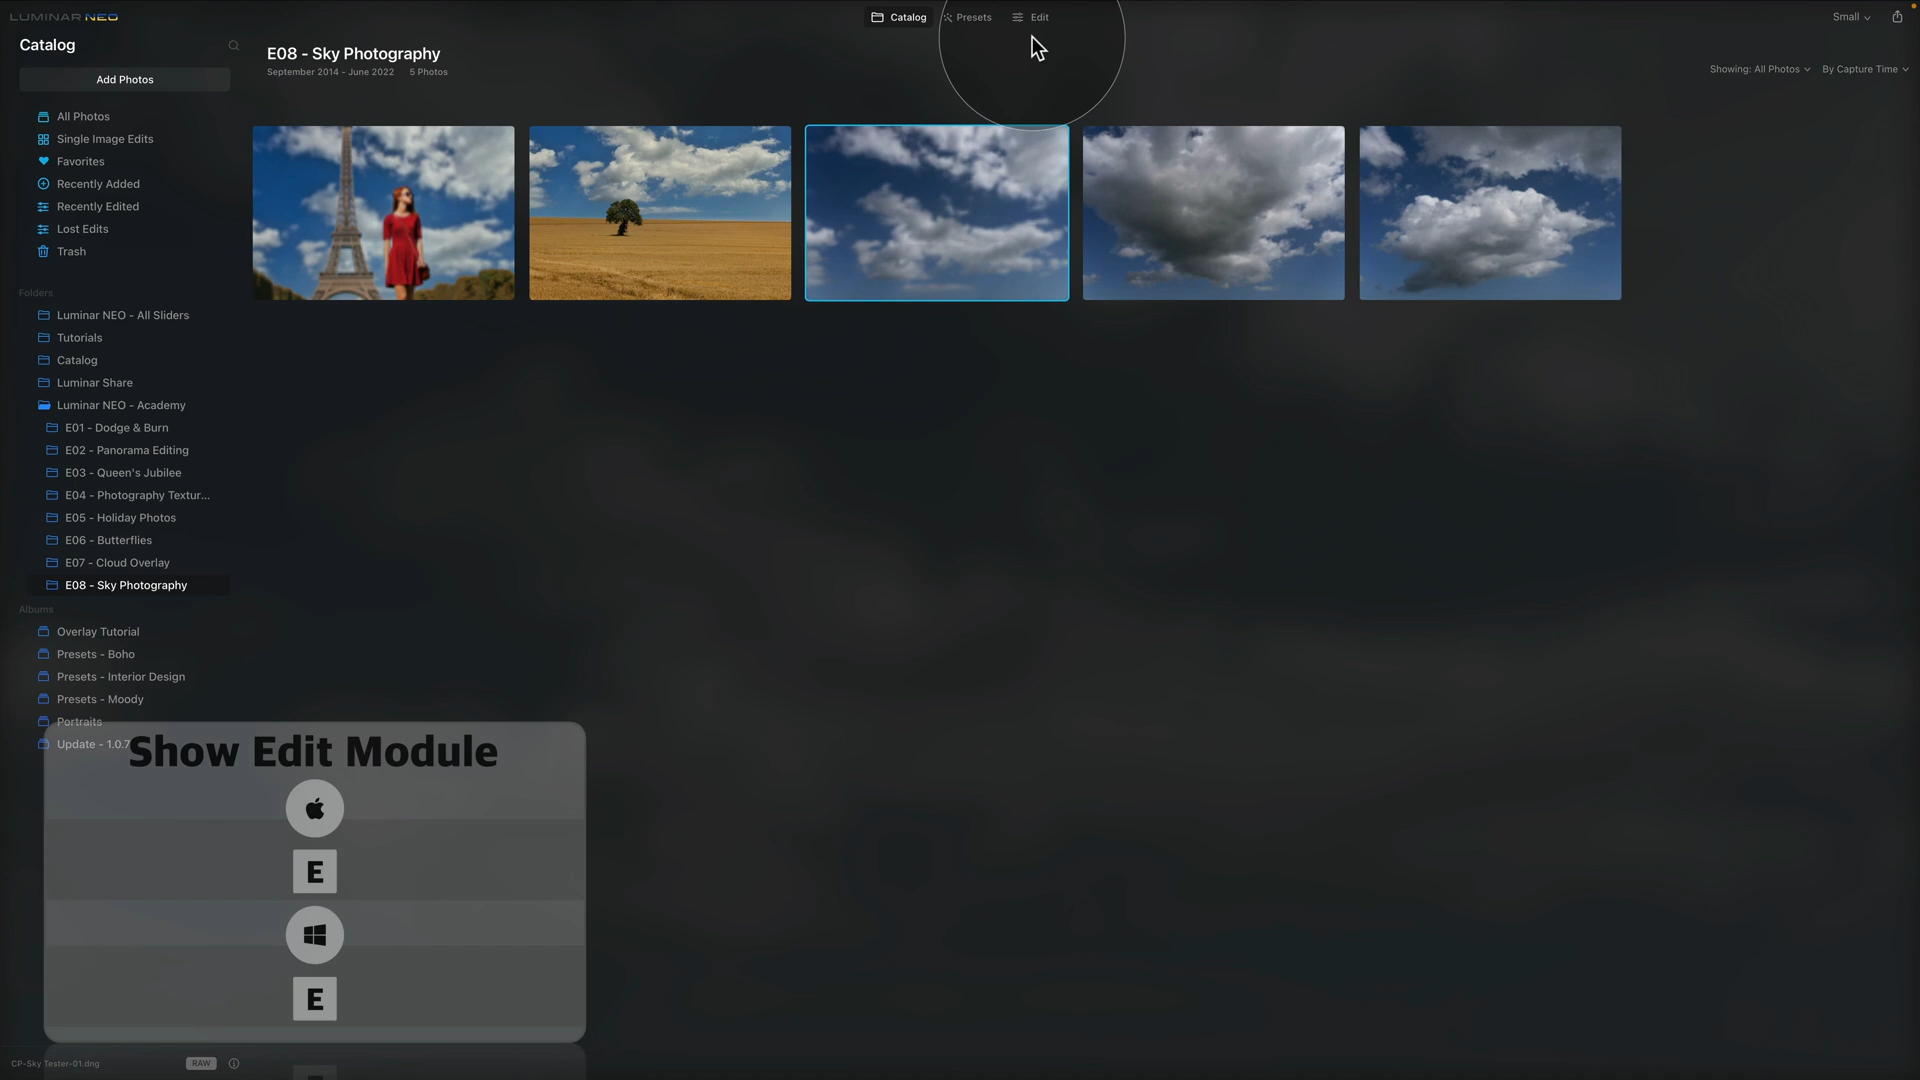 LUMINAR NEO
Catalog
Presets
Edit
Small
Catalog
Add Photos
E08 - Sky Photography
September 2014 - June 2022 5 Photos
Showing: All Photos
By Capture Time
All Photos
Single Image Edits
Favorites
Recently Added
Recently Edited
Lost Edits
Trash
Folders
Luminar NEO - All Sliders
Tutorials
Catalog
Luminar Share
Luminar NEO - Academy
E01 - Dodge & Burn
E02 - Panorama Editing
E03 - Queen's Jubilee
E04 - Photography Textur...
E05 - Holiday Photos
E06 - Butterflies
E07 - Cloud Overlay
E08 - Sky Photography
Albums
Overlay Tutorial
Presets - Boho
Presets - Interior Design
Presets - Moody
Portraits
Update - 1.0.7
Show Edit Module
E
E
CP-Sky Tester-01.dng
RAW